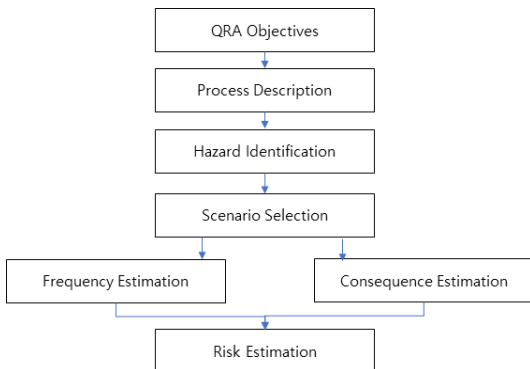 QRA Objectives
Process Description
Hazard Identification
Scenario Selection
Frequency Estimation
Consequence Estimation
Risk Estimation